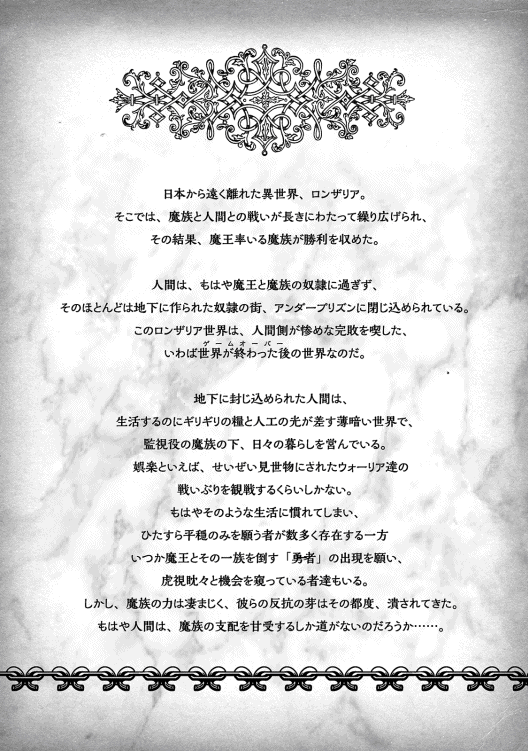 日本から遠く離れた異世界、ロンザリア。
そこでは、魔族と人間との戦いが長きにわたって繰り広げられ、
その結果、魔王率いる魔族が勝利を収めた。
人間は、もはや魔王と魔族の奴隷に過ぎず、
そのほとんどは地下に作られた奴隷の街、アンダープリズンに閉じ込められている。
このロンザリア世界は、人間側が惨めな完敗を喫した、
ゲームオーバー
いわば世界が終わった後の世界なのだ。
地下に封じ込められた人間は、
生活するのにギリギリの糧と人工の光が差す薄暗い世界で、
監視役の魔族の下、日々の暮らしを営んでいる。
娯楽といえば、せいぜい見世物にされたウォーリア達の
戦いぶりを観戦するくらいしかない。
もはやそのような生活に慣れてしまい、
ひたすら平穏のみを願う者が数多く存在する一方
いつか魔王とその一族を倒す「勇者」の出現を願い、
虎視眈々と機会を窺っている者達もいる。
しかし、魔族の力は凄まじく、彼らの反抗の芽はその都度、潰されてきた。
もはや人間は、魔族の支配を甘受するしか道がないのだろうか……。